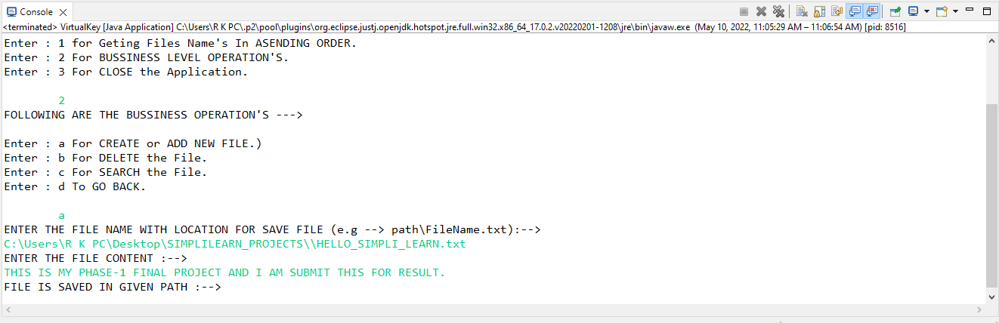 Console
<terminated> VirtualKey [Java Application] C:\Users\R K PC\.p2\pool\plugins\org.eclipse.justj.openjdk.hotspot.jre.full.win32.x86_64_17.0.2.v20220201-1208\jre\bin\javaw.exe (May 10, 2022, 11:05:29 AM – 11:06:54 AM) [pid: 8516]
Enter : 1 for Geting Files Name's In ASENDING ORDER.
Enter : 2 For BUSSINESS LEVEL OPERATION'S.
Enter : 3 For CLOSE the Application.
2
FOLLOWING ARE THE BUSSINESS OPERATION'S --->
Enter : a For CREATE or ADD NEW FILE.)
Enter : b For DELETE the File.
Enter : c For SEARCH the File.
Enter : d To GO BACK.
a
ENTER THE FILE NAME WITH LOCATION FOR SAVE FILE (e.g --> path\FileName.txt):-->
C:\Users\R K PC\Desktop\SIMPLILEARN_PROJECTS\\HELLO_SIMPLI_LEARN.txt
ENTER THE FILE CONTENT :-->
THIS IS MY PHASE-1 FINAL PROJECT AND I AM SUBMIT THIS FOR RESULT.
FILE IS SAVED IN GIVEN PATH :-->